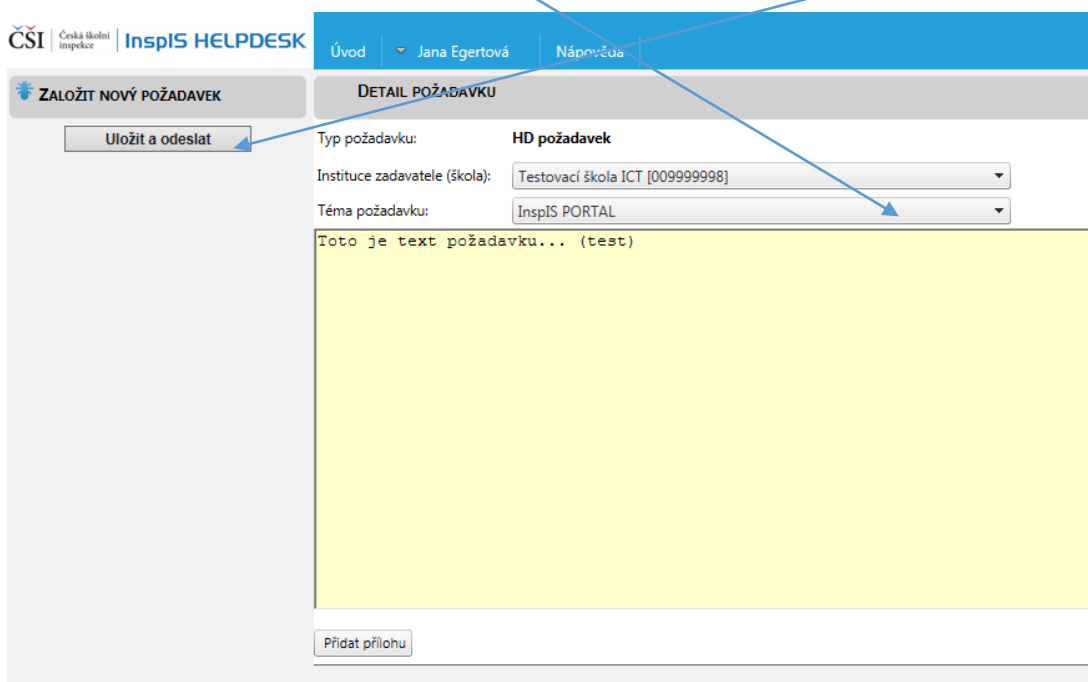 ČŠI Česká školní inspekce InspIS HELPDESK
Úvod Jana Egertová Nápověda
ZALOŽIT NOVÝ POŽADAVEK
Uložit a odeslat
DETAIL POŽADAVKU
Typ požadavku: HD požadavek
Instituce zadavatele (škola): Testovací škola ICT [009999998]
Téma požadavku: InspIS PORTAL
Toto je text požadavku... (test)
Přidat přílohu